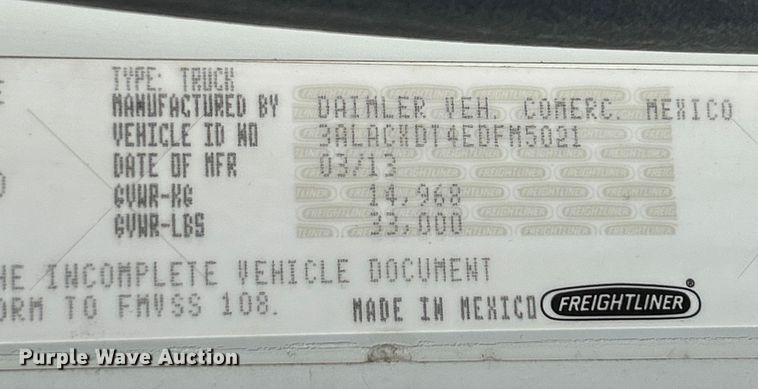 TYPE: TRUCK
MANUFACTURED BY DAIMLER VEH. COMERC. MEXICO
VEHICLE ID NO 3ALACXDT4EDFM5021
DATE OF MFR 03/13
GVWR-KG 14,968
GVWR-LBS 33,000
HE INCOMPLETE VEHICLE DOCUMENT
ORM TO FMVSS 108.
MADE IN MEXICO FREIGHTLINER®
Purple Wave Auction